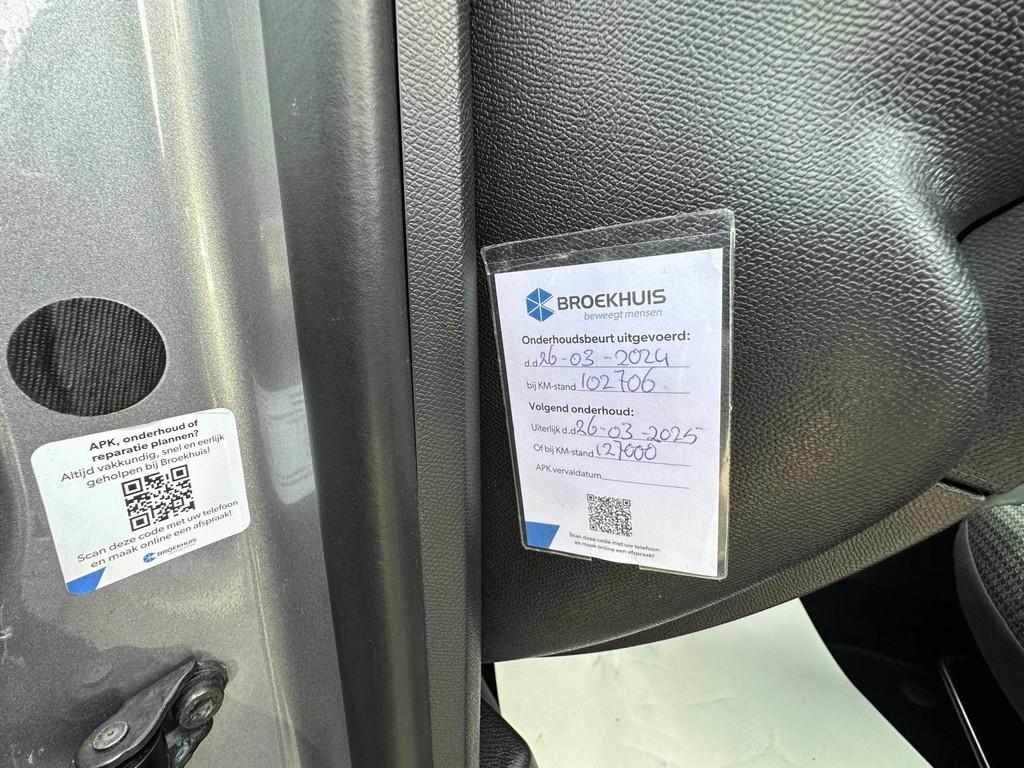 APK, onderhoud of
reparatie plannen?
Altijd vakkundig, snel en eerlijk
geholpen bij Broekhuis!
Scan deze code met uw telefoon
en maak online een afspraak!
BROEKHUIS
BROEKHUIS
beweegt mensen
Onderhoudsbeurt uitgevoerd:
d.d 26-03-2024
bij KM-stand 102706
Volgend onderhoud:
Uiterlijk d.d 26-03-2025
Of bij KM-stand 127000
APK vervaldatum
Scan deze code met uw telefoon
en maak online een afspraak!